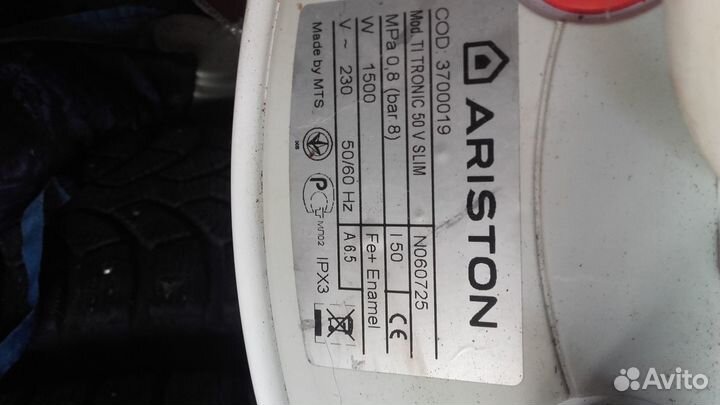 ARISTON
COD: 3700019
Mod. TI TRONIC 50 V SLIM N060725
MPa 0,8 (bar 8) l 50 CE
W 1500 Fe+ Enamel
V ~ 230 50/60 Hz A 6.5
Made by MTS IPX3
Avito